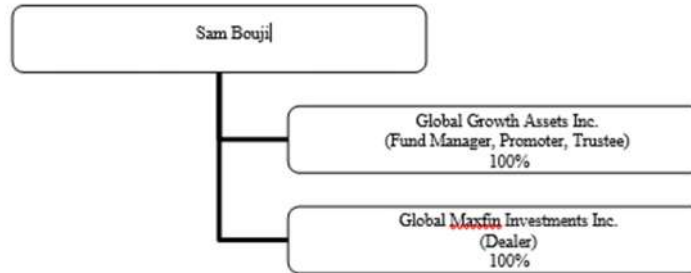 Sam Bouji
Global Growth Assets Inc.
(Fund Manager, Promoter, Trustee)
100%
Global Maxfin Investments Inc.
(Dealer)
100%